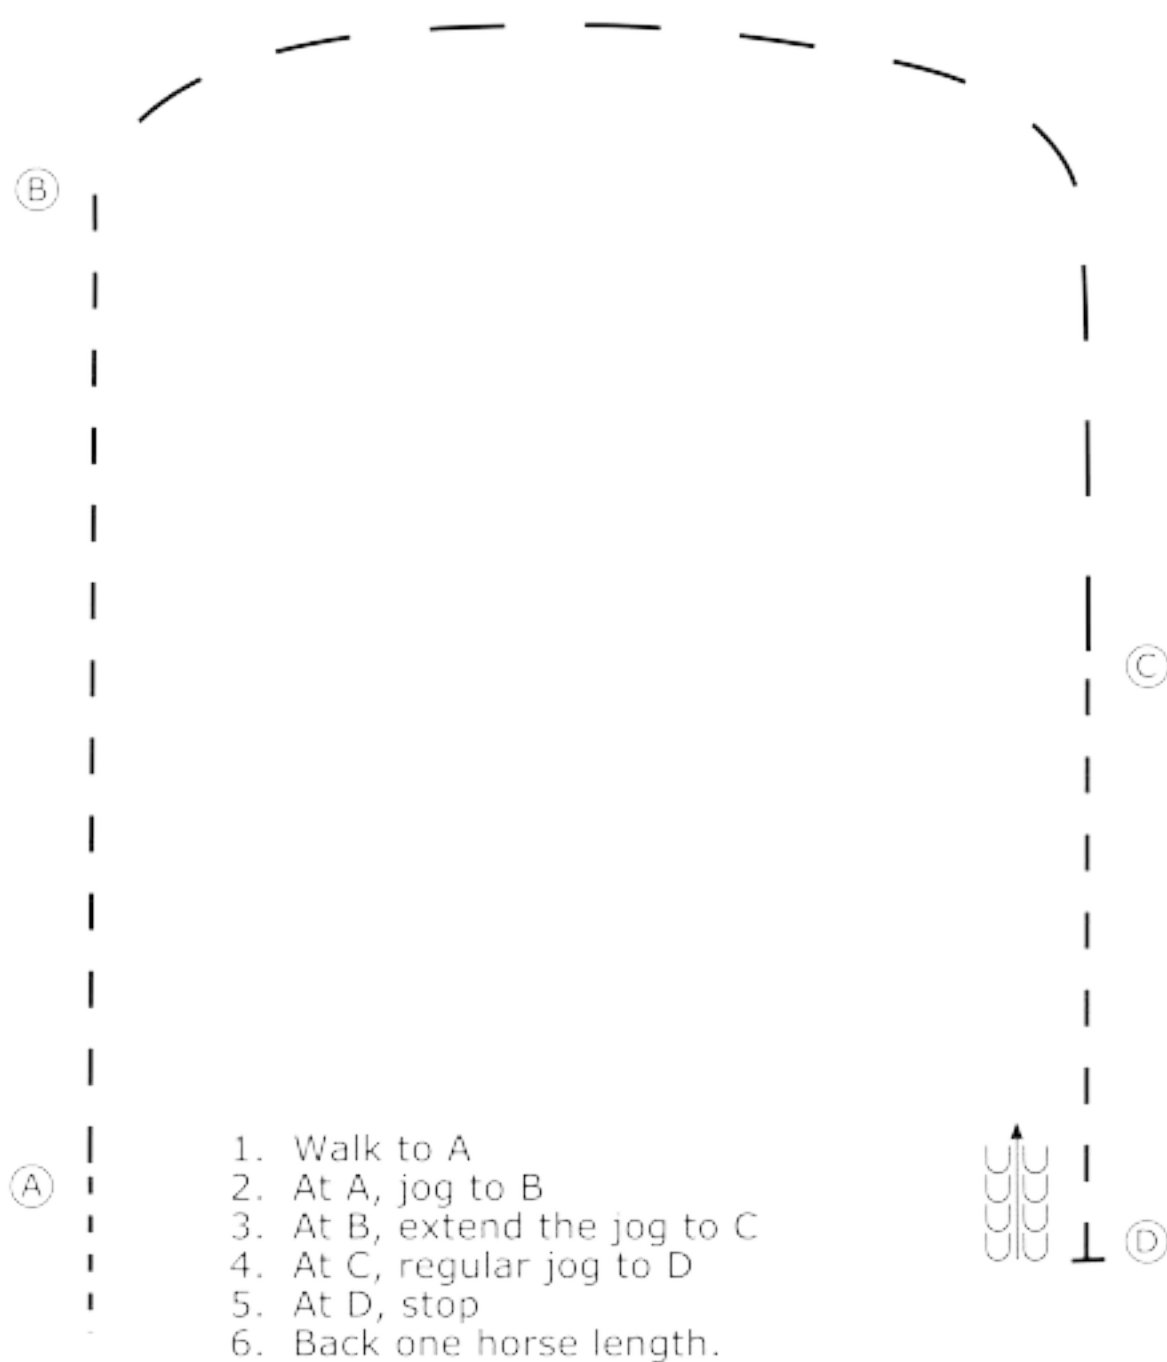 B
C
A
D
1. Walk to A
2. At A, jog to B
3. At B, extend the jog to C
4. At C, regular jog to D
5. At D, stop
6. Back one horse length.